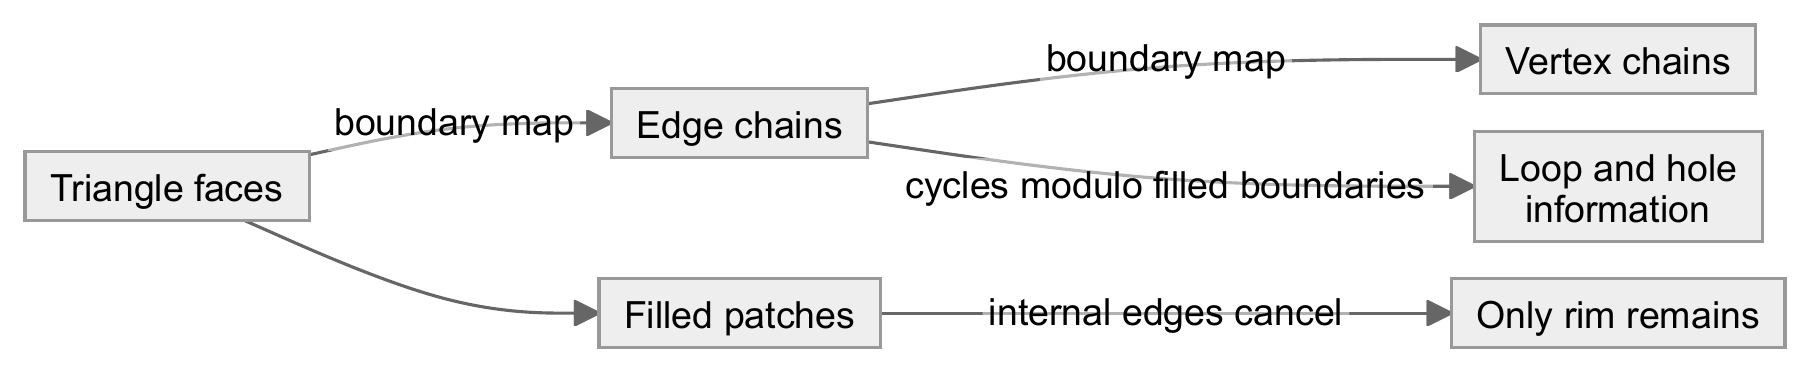 boundary map
Vertex chains
boundary map
Edge chains
Triangle faces
cycles modulo filled boundaries
Loop and hole
information
Filled patches
internal edges cancel
Only rim remains